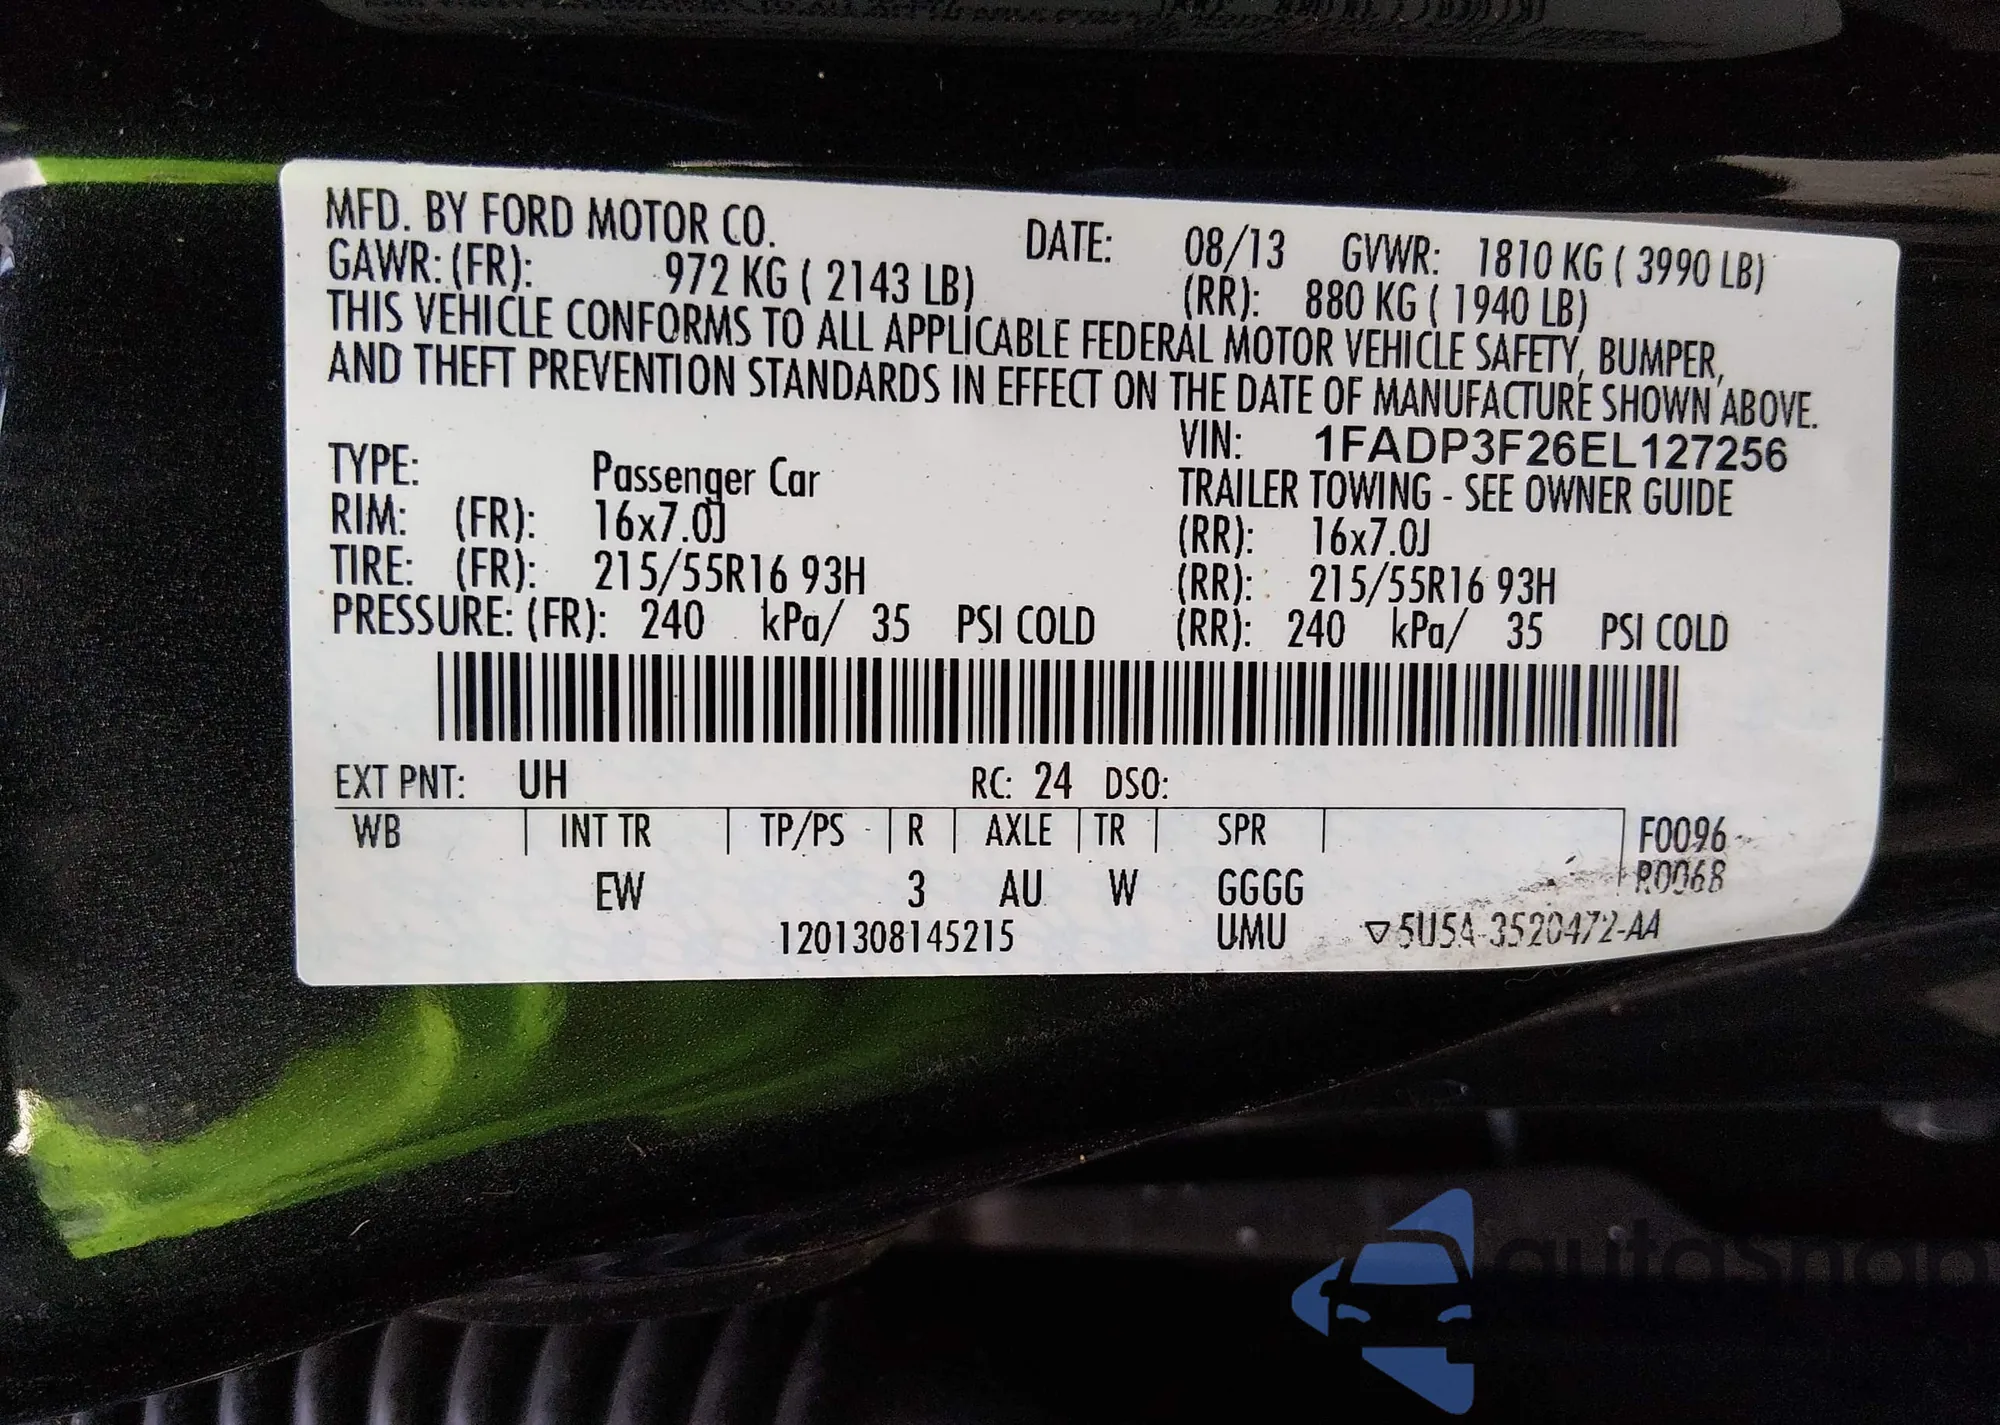 MFD. BY FORD MOTOR CO. DATE: 08/13 GVWR: 1810 KG ( 3990 LB)
GAWR: (FR): 972 KG ( 2143 LB) (RR): 880 KG ( 1940 LB)
THIS VEHICLE CONFORMS TO ALL APPLICABLE FEDERAL MOTOR VEHICLE SAFETY, BUMPER,
AND THEFT PREVENTION STANDARDS IN EFFECT ON THE DATE OF MANUFACTURE SHOWN ABOVE.
VIN: 1FADP3F26EL127256
TYPE: Passenger Car TRAILER TOWING - SEE OWNER GUIDE
RIM: (FR): 16x7.0J (RR): 16x7.0J
TIRE: (FR): 215/55R16 93H (RR): 215/55R16 93H
PRESSURE: (FR): 240 kPa/ 35 PSI COLD (RR): 240 kPa/ 35 PSI COLD
EXT PNT: UH RC: 24 DSO:
WB INT TR TP/PS R AXLE TR SPR F0096
R0068
EW 3 AU W GGGG
1201308145215 UMU ▽5U5A-3520472-AA
autosnap